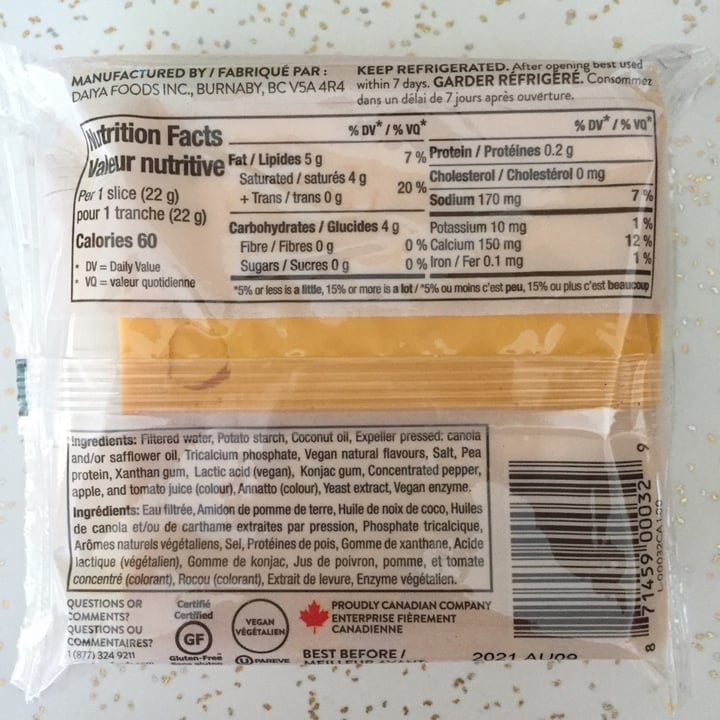 MANUFACTURED BY / FABRIQUÉ PAR :
DAIYA FOODS INC., BURNABY, BC V5A 4R4
KEEP REFRIGERATED. After opening best used
within 7 days. GARDER RÉFRIGÉRÉ. Consommez
dans un délai de 7 jours après ouverture.
Nutrition Facts
Valeur nutritive
Per 1 slice (22 g)
pour 1 tranche (22 g)
Calories 60
• DV = Daily Value
• VQ = valeur quotidienne
% DV* / % VQ*
Fat / Lipides 5 g 7 %
Saturated / saturés 4 g
+ Trans / trans 0 g 20 %
Carbohydrates / Glucides 4 g
Fibre / Fibres 0 g 0 %
Sugars / Sucres 0 g 0 %
% DV* / % VQ*
Protein / Protéines 0.2 g
Cholesterol / Cholestérol 0 mg
Sodium 170 mg 7 %
Potassium 10 mg 1 %
Calcium 150 mg 12 %
Iron / Fer 0.1 mg 1 %
*5% or less is a little, 15% or more is a lot / *5% ou moins c'est peu, 15% ou plus c'est beaucoup
Ingredients: Filtered water, Potato starch, Coconut oil, Expeller pressed: canola
and/or safflower oil, Tricalcium phosphate, Vegan natural flavours, Salt, Pea
protein, Xanthan gum, Lactic acid (vegan), Konjac gum, Concentrated pepper,
apple, and tomato juice (colour), Annatto (colour), Yeast extract, Vegan enzyme.
Ingrédients: Eau filtrée, Amidon de pomme de terre, Huile de noix de coco, Huiles
de canola et/ou de carthame extraites par pression, Phosphate tricalcique,
Arômes naturels végétaliens, Sel, Protéines de pois, Gomme de xanthane, Acide
lactique (végétalien), Gomme de konjac, Jus de poivron, pomme, et tomate
concentré (colorant), Rocou (colorant), Extrait de levure, Enzyme végétalien.
QUESTIONS OR
COMMENTS?
QUESTIONS OU
COMMENTAIRES?
1 (877) 324 9211
Certifié
Certified
GF
Gluten-Free
Sans gluten
VEGAN
VÉGÉTALIEN
U PAREVE
PROUDLY CANADIAN COMPANY
ENTERPRISE FIÈREMENT
CANADIENNE
BEST BEFORE /
MEILLEUR AVANT
2021 AU09
8 71459 00032 9
L-00032CA1.00